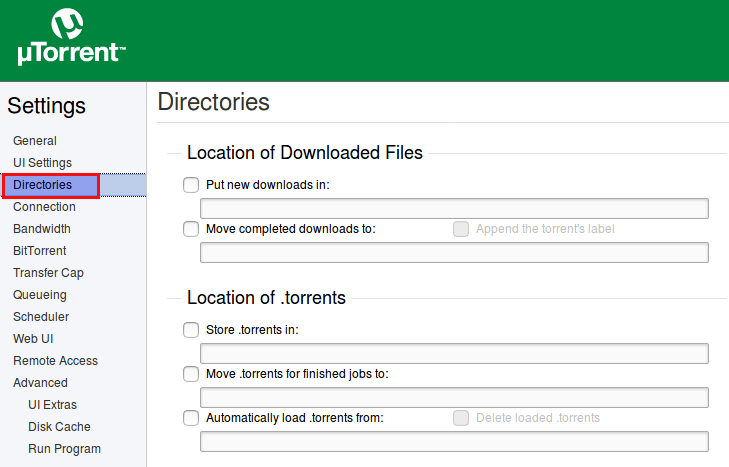 µTorrent™
Settings
General
UI Settings
Directories
Connection
Bandwidth
BitTorrent
Transfer Cap
Queueing
Scheduler
Web UI
Remote Access
Advanced
UI Extras
Disk Cache
Run Program
Directories
Location of Downloaded Files
Put new downloads in:
Move completed downloads to: Append the torrent's label
Location of .torrents
Store .torrents in:
Move .torrents for finished jobs to:
Automatically load .torrents from: Delete loaded .torrents